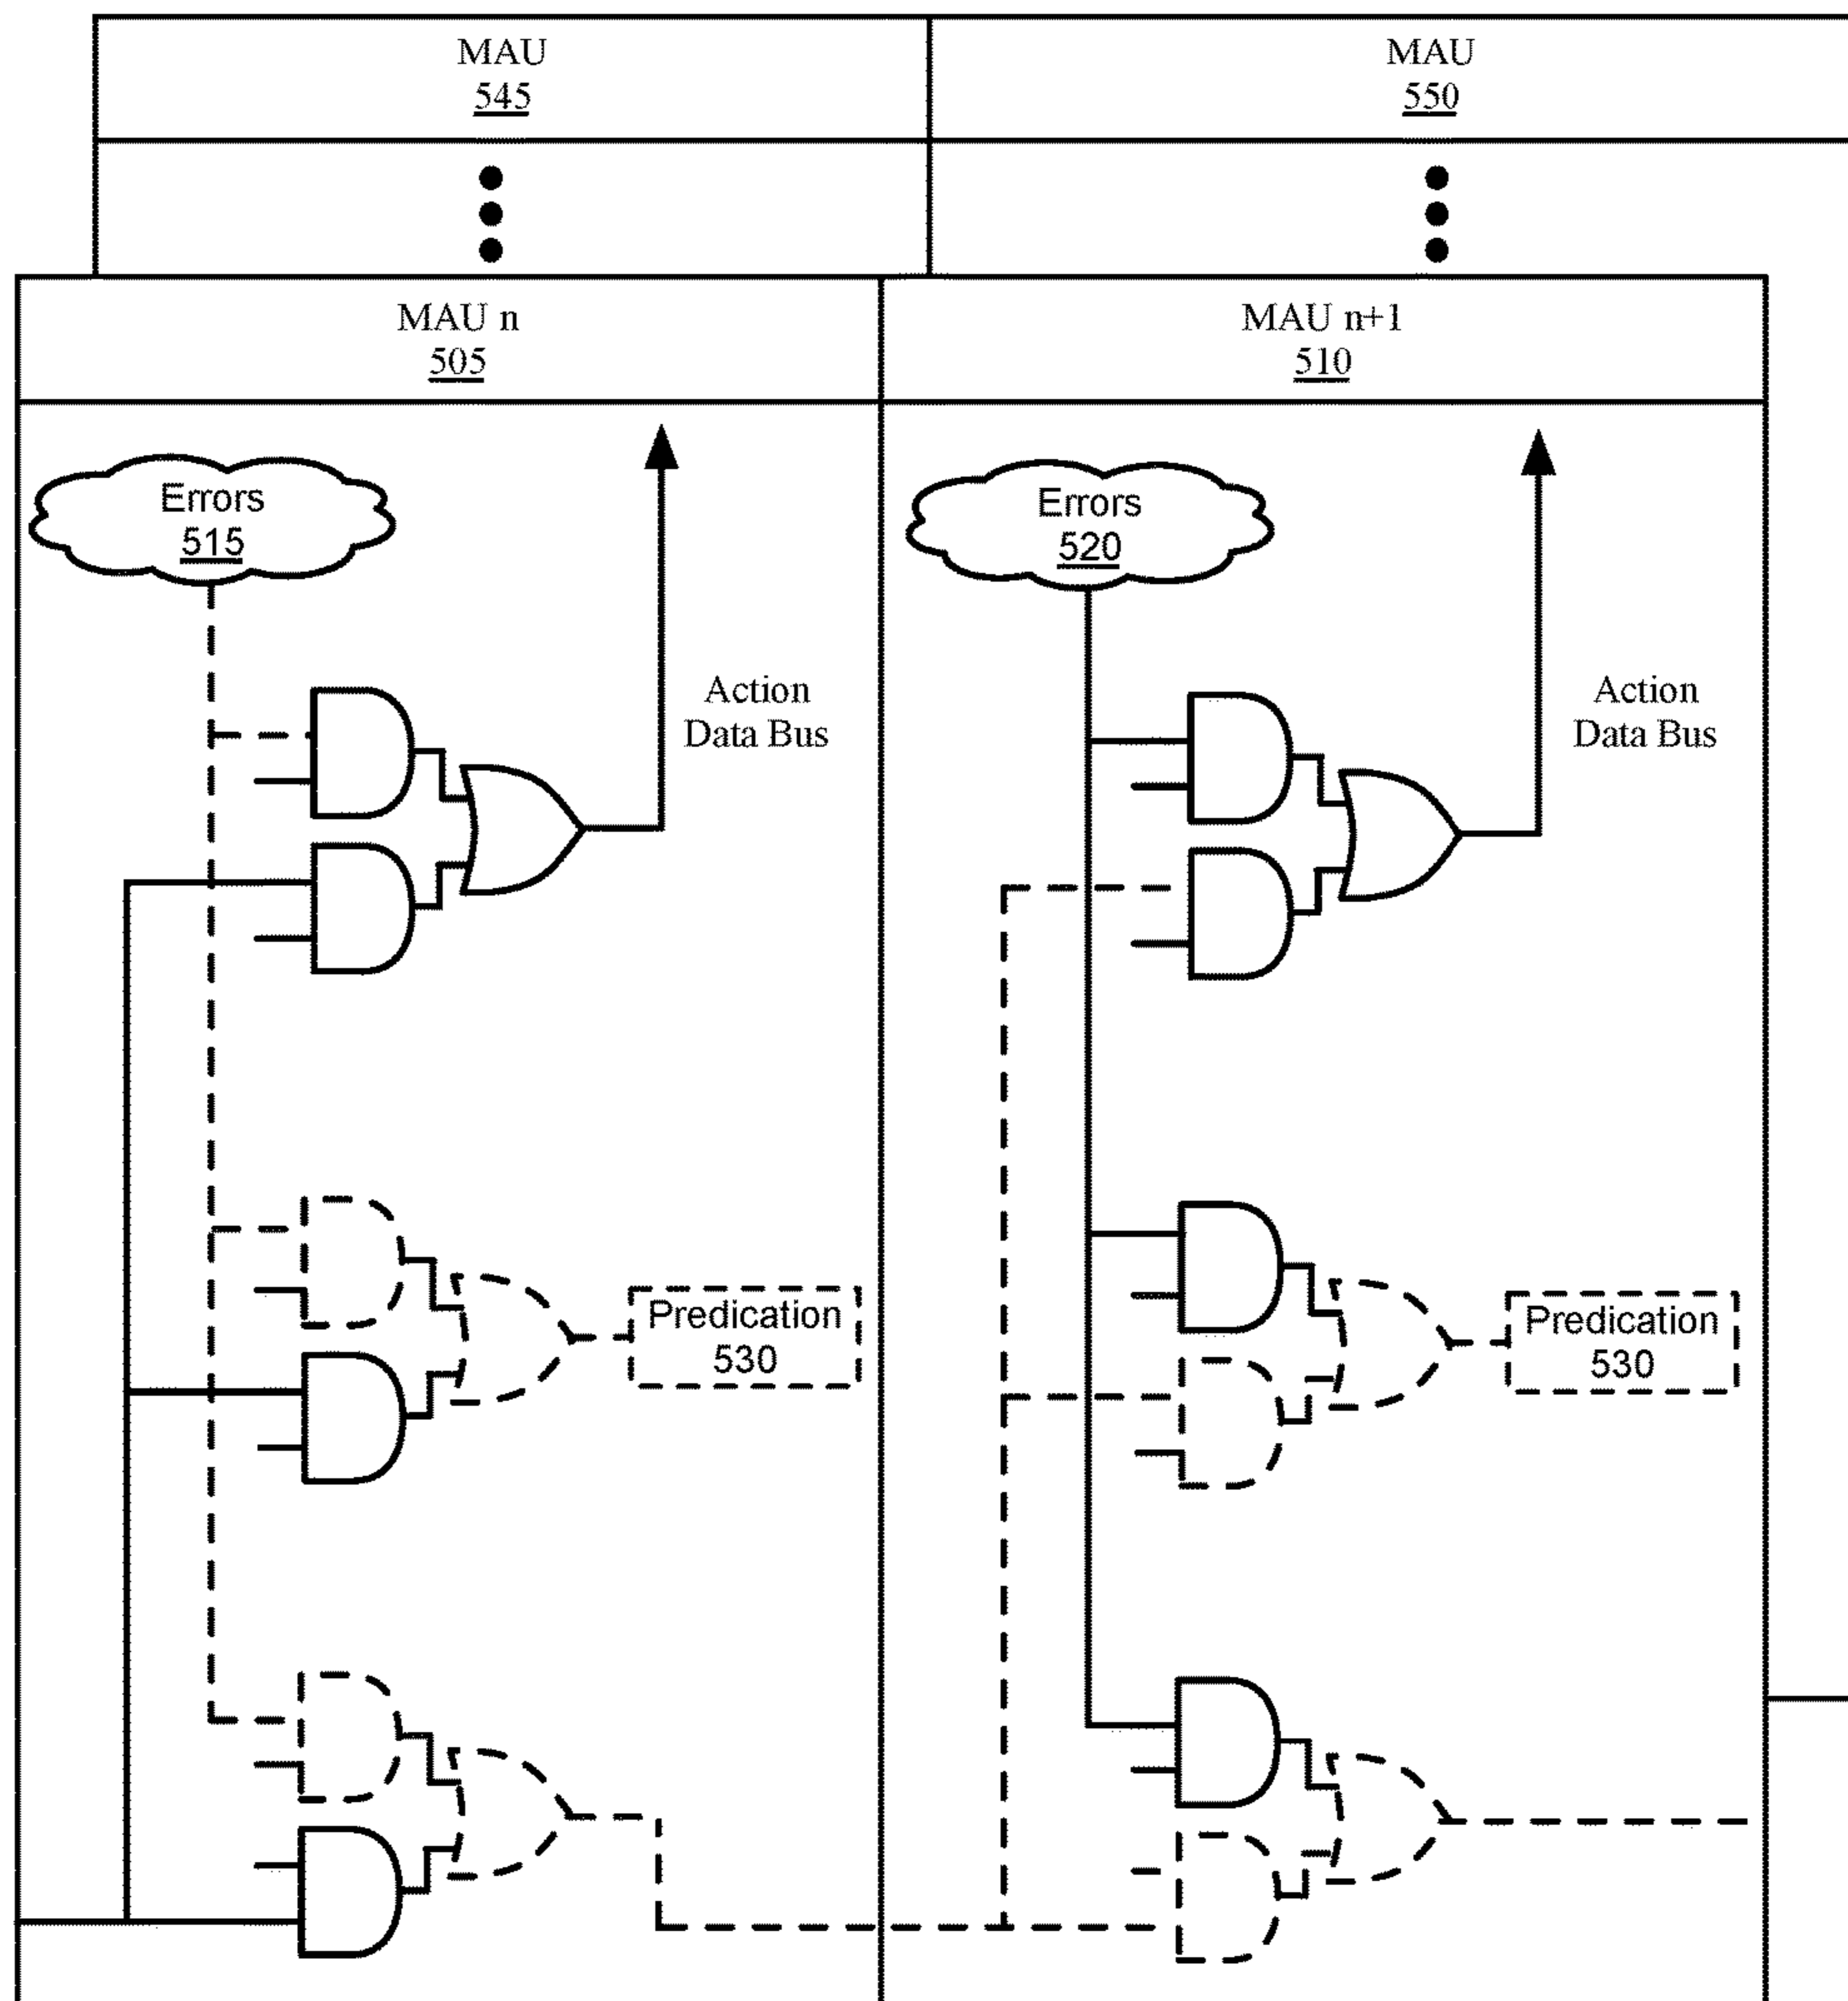 MAU
545
MAU
550
MAU n
505
MAU n+1
510
Errors
515
Errors
520
Action
Data Bus
Action
Data Bus
Predication
530
Predication
530